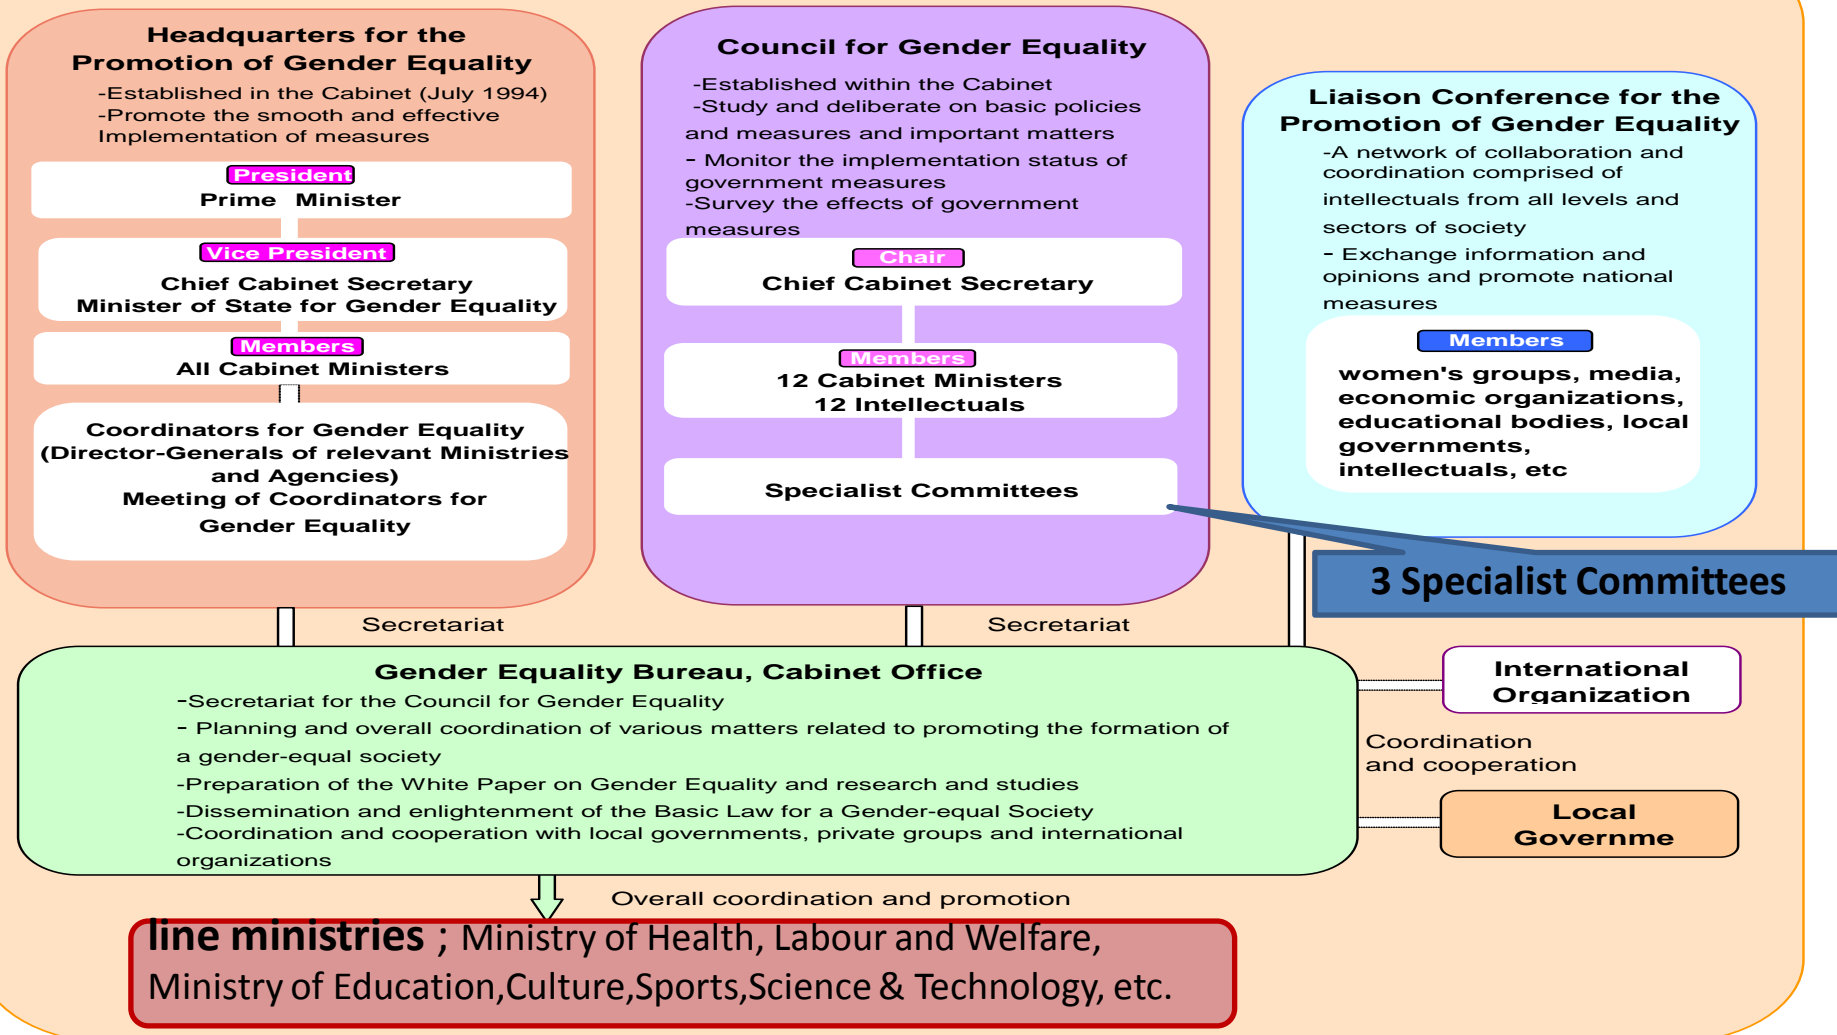 Headquarters for the
Promotion of Gender Equality
-Established in the Cabinet (July 1994)
-Promote the smooth and effective
Implementation of measures
President
Prime Minister
Vice President
Chief Cabinet Secretary
Minister of State for Gender Equality
Members
All Cabinet Ministers
Coordinators for Gender Equality
(Director-Generals of relevant Ministries
and Agencies)
Meeting of Coordinators for
Gender Equality
Council for Gender Equality
-Established within the Cabinet
-Study and deliberate on basic policies
and measures and important matters
- Monitor the implementation status of
government measures
-Survey the effects of government
measures
Chair
Chief Cabinet Secretary
Members
12 Cabinet Ministers
12 Intellectuals
Specialist Committees
Liaison Conference for the
Promotion of Gender Equality
-A network of collaboration and
coordination comprised of
intellectuals from all levels and
sectors of society
- Exchange information and
opinions and promote national
measures
Members
women's groups, media,
economic organizations,
educational bodies, local
governments,
intellectuals, etc
3 Specialist Committees
Secretariat
Secretariat
Gender Equality Bureau, Cabinet Office
-Secretariat for the Council for Gender Equality
- Planning and overall coordination of various matters related to promoting the formation of
a gender-equal society
-Preparation of the White Paper on Gender Equality and research and studies
-Dissemination and enlightenment of the Basic Law for a Gender-equal Society
-Coordination and cooperation with local governments, private groups and international
organizations
International
Organization
Coordination
and cooperation
Local
Governme
Overall coordination and promotion
line ministries ; Ministry of Health, Labour and Welfare,
Ministry of Education,Culture,Sports,Science & Technology, etc.